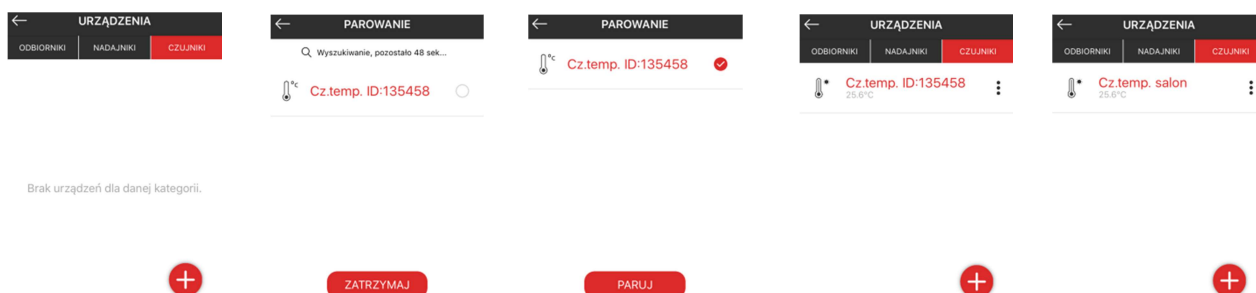 URZĄDZENIA
ODBIORNIKI NADAJNIKI CZUJNIKI
Brak urządzeń dla danej kategorii.
PAROWANIE
Wyszukiwanie, pozostało 48 sek...
°C Cz.temp. ID:135458
ZATRZYMAJ
PAROWANIE
°C Cz.temp. ID:135458
PARUJ
URZĄDZENIA
ODBIORNIKI NADAJNIKI CZUJNIKI
Cz.temp. ID:135458
25.6°C
URZĄDZENIA
ODBIORNIKI NADAJNIKI CZUJNIKI
Cz.temp. salon
25.6°C